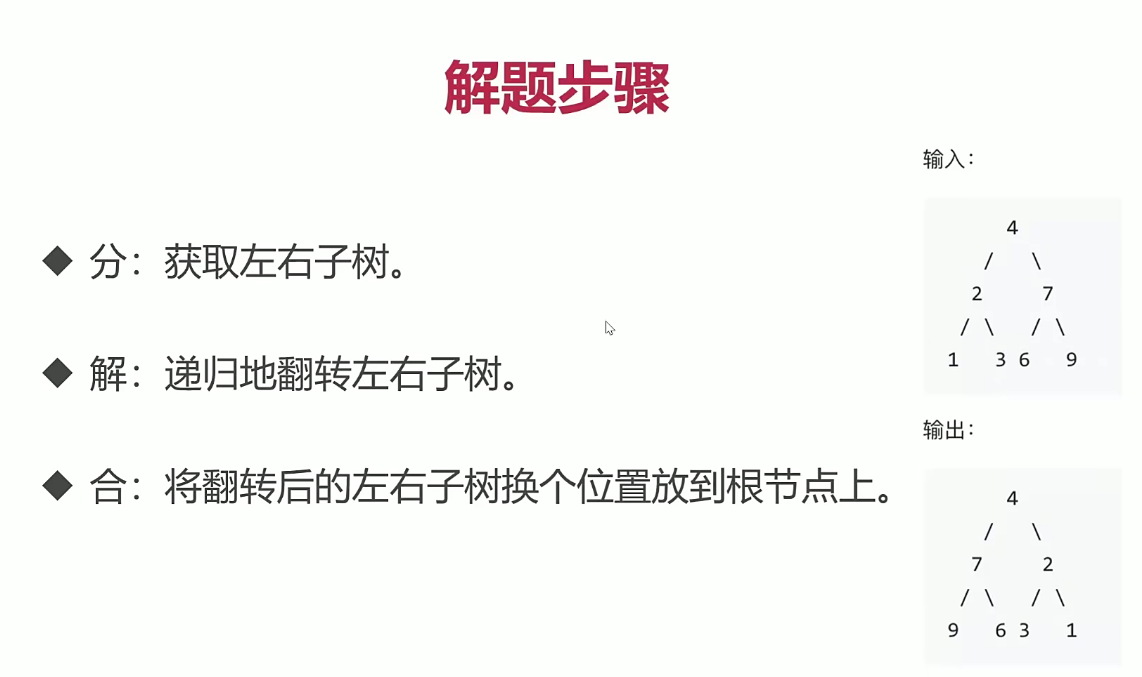 解题步骤
◆ 分：获取左右子树。
◆ 解：递归地翻转左右子树。
◆ 合：将翻转后的左右子树换个位置放到根节点上。
输入：
4
/ \
2 7
/ \ / \
1 3 6 9
输出：
4
/ \
7 2
/ \ / \
9 6 3 1